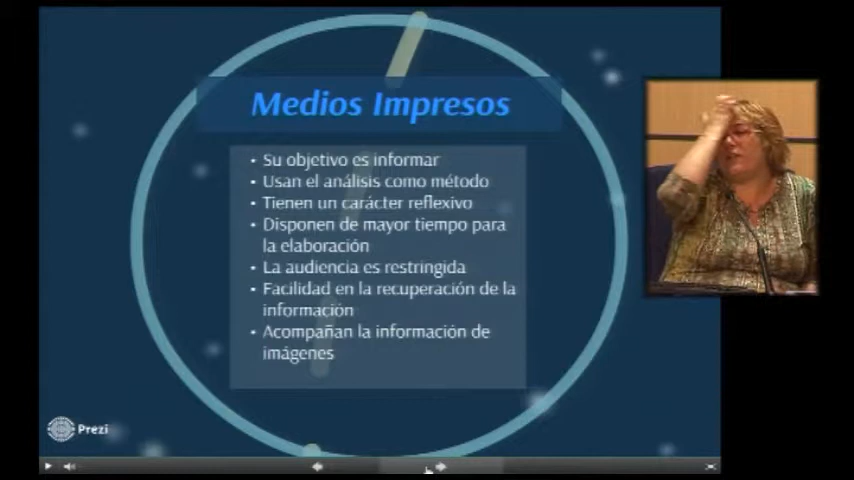 Medios Impresos
• Su objetivo es informar
• Usan el análisis como método
• Tienen un carácter reflexivo
• Disponen de mayor tiempo para
la elaboración
• La audiencia es restringida
• Facilidad en la recuperación de la
información
• Acompañan la información de
imágenes
Prezi